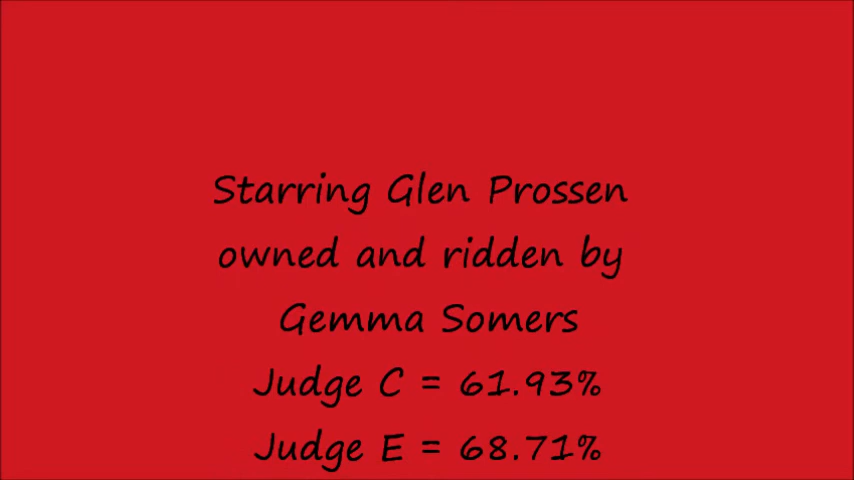 Starring Glen Prossen
owned and ridden by
Gemma Somers
Judge C = 61.93%
Judge E = 68.71%